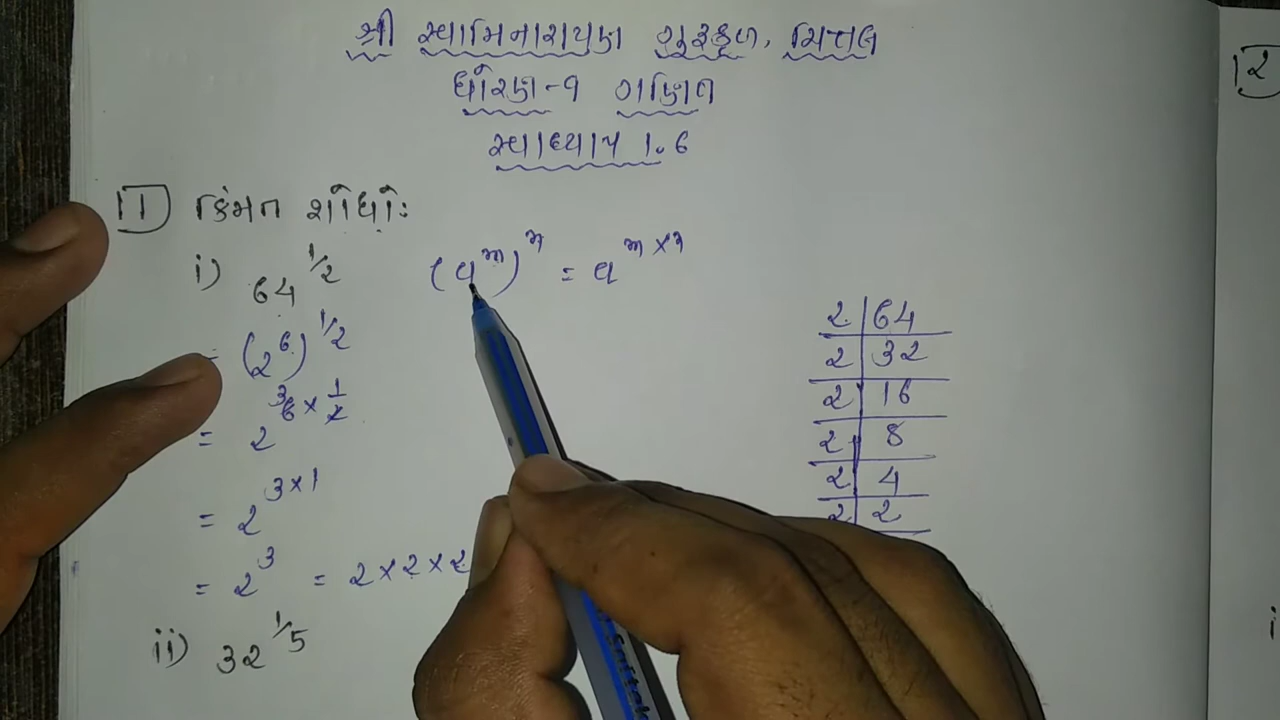 શ્રી સ્વામિનારાયણ ગુરૂકૂળ,
ધોરણ-૧ ગણિત
સ્વાધ્યાય 1.6
1 કિંમત શોધો:
i) 64^1/2 (a^m)^n = a^m×n
= (2^6)^1/2
= 2^6×1/2 3
= 2^3×1
= 2^3 = 2×2×2
ii) 32^1/5
2 | 64
2 | 32
2 | 16
2 | 8
2 | 4
2 | 2
2